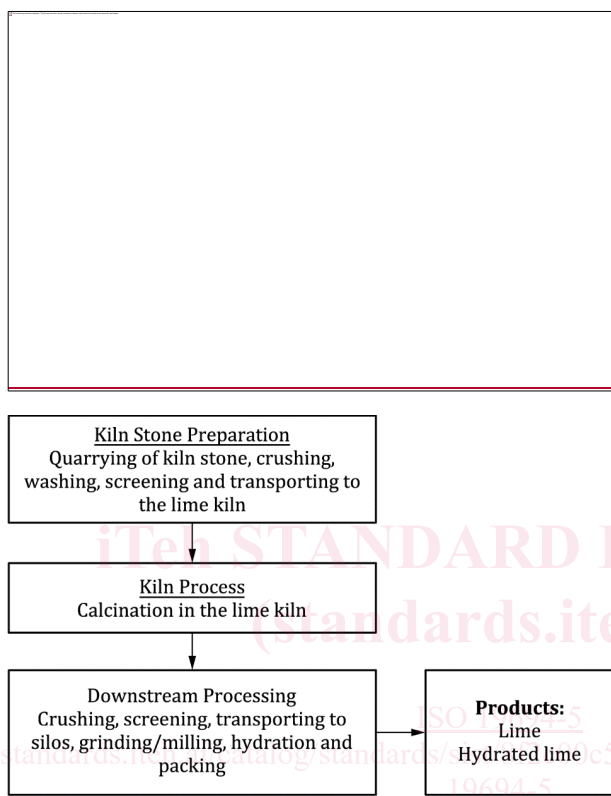 Kiln Stone Preparation
Quarrying of kiln stone, crushing,
washing, screening and transporting to
the lime kiln
iTeh STANDARD
Kiln Process
Calcination in the lime kiln
(standards.ite
Downstream Processing
Crushing, screening, transporting to
silos, grinding/milling, hydration and
packing
Products:
Lime
Hydrated lime
ISO 19694-5
19694-5